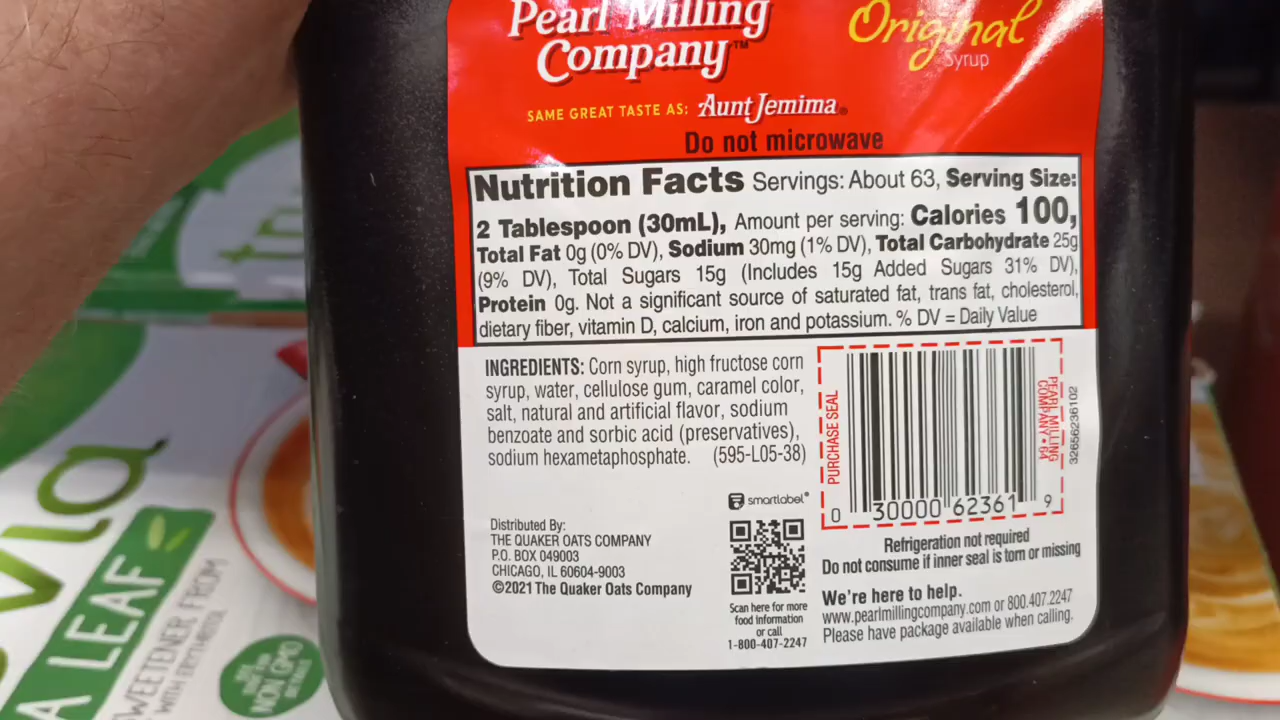 Pearl Milling
Company™
Original
Syrup
SAME GREAT TASTE AS: Aunt Jemima®
Do not microwave
Nutrition Facts Servings: About 63, Serving Size:
2 Tablespoon (30mL), Amount per serving: Calories 100,
Total Fat 0g (0% DV), Sodium 30mg (1% DV), Total Carbohydrate 25g
(9% DV), Total Sugars 15g (Includes 15g Added Sugars 31% DV),
Protein 0g. Not a significant source of saturated fat, trans fat, cholesterol,
dietary fiber, vitamin D, calcium, iron and potassium. % DV = Daily Value
INGREDIENTS: Corn syrup, high fructose corn
syrup, water, cellulose gum, caramel color,
salt, natural and artificial flavor, sodium
benzoate and sorbic acid (preservatives),
sodium hexametaphosphate. (595-L05-38)
Distributed By:
THE QUAKER OATS COMPANY
P.O. BOX 049003
CHICAGO, IL 60604-9003
©2021 The Quaker Oats Company
smartlabel®
Scan here for more
food information
or call
1-800-407-2247
PURCHASE SEAL
PEARL MILLING
COMPANY • 64
32656236102
0 30000 62361 9
Refrigeration not required
Do not consume if inner seal is torn or missing
We're here to help.
www.pearlmillingcompany.com or 800.407.2247
Please have package available when calling.
via
A LEAF
SWEETENER FROM
WITH ERYTHRITOL
NON GMO